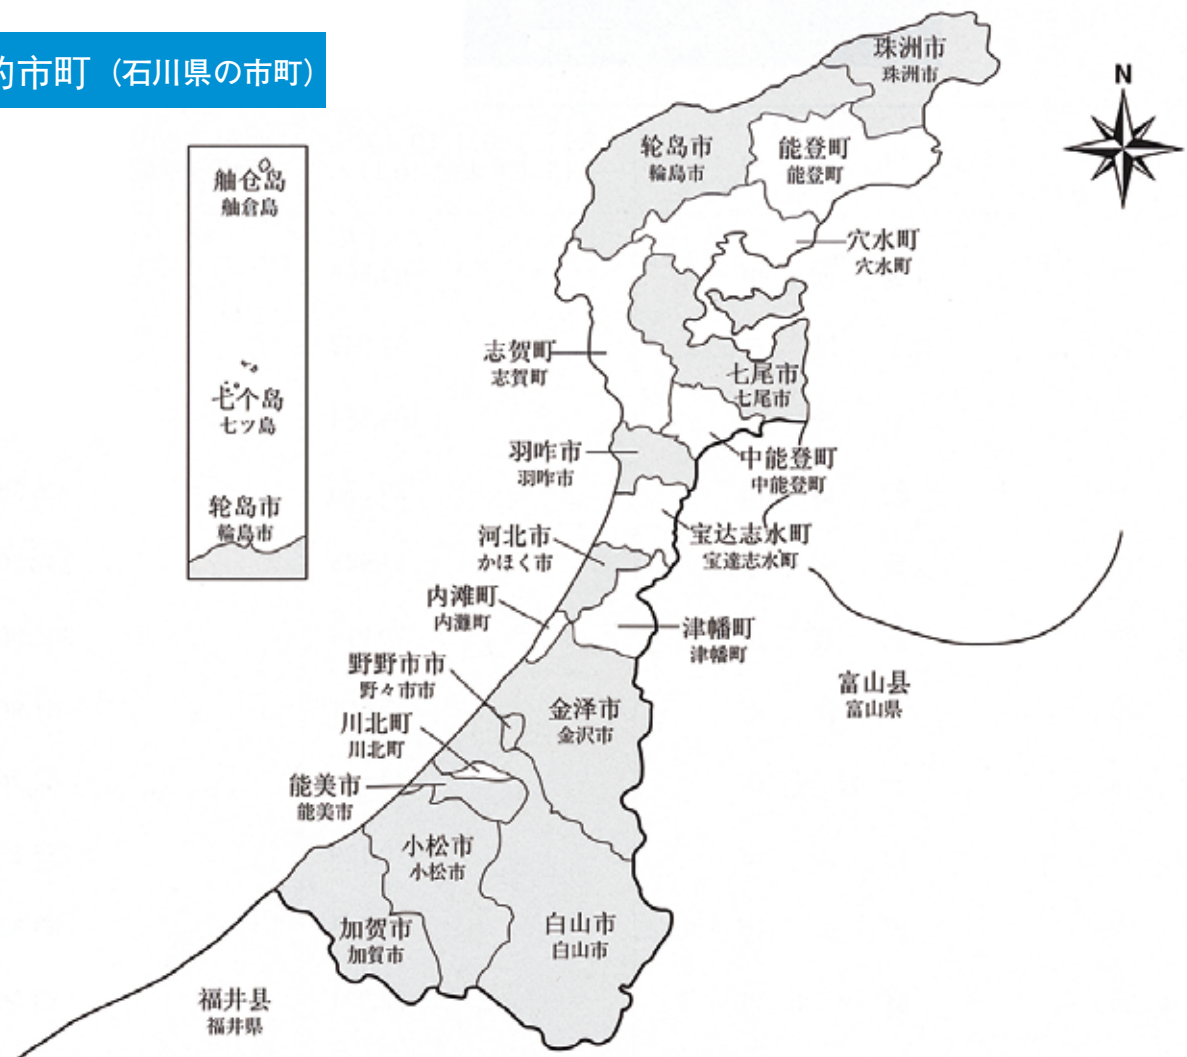 的市町（石川県の市町）
N
舳仓岛
舳倉島
七个岛
七ツ島
轮岛市
輪島市
珠洲市
珠洲市
轮岛市
輪島市
能登町
能登町
穴水町
穴水町
志贺町
志賀町
七尾市
七尾市
羽咋市
羽咋市
中能登町
中能登町
宝达志水町
宝達志水町
河北市
かほく市
内滩町
内灘町
津幡町
津幡町
野野市市
野々市市
金泽市
金沢市
川北町
川北町
能美市
能美市
小松市
小松市
加贺市
加賀市
白山市
白山市
富山县
富山県
福井县
福井県